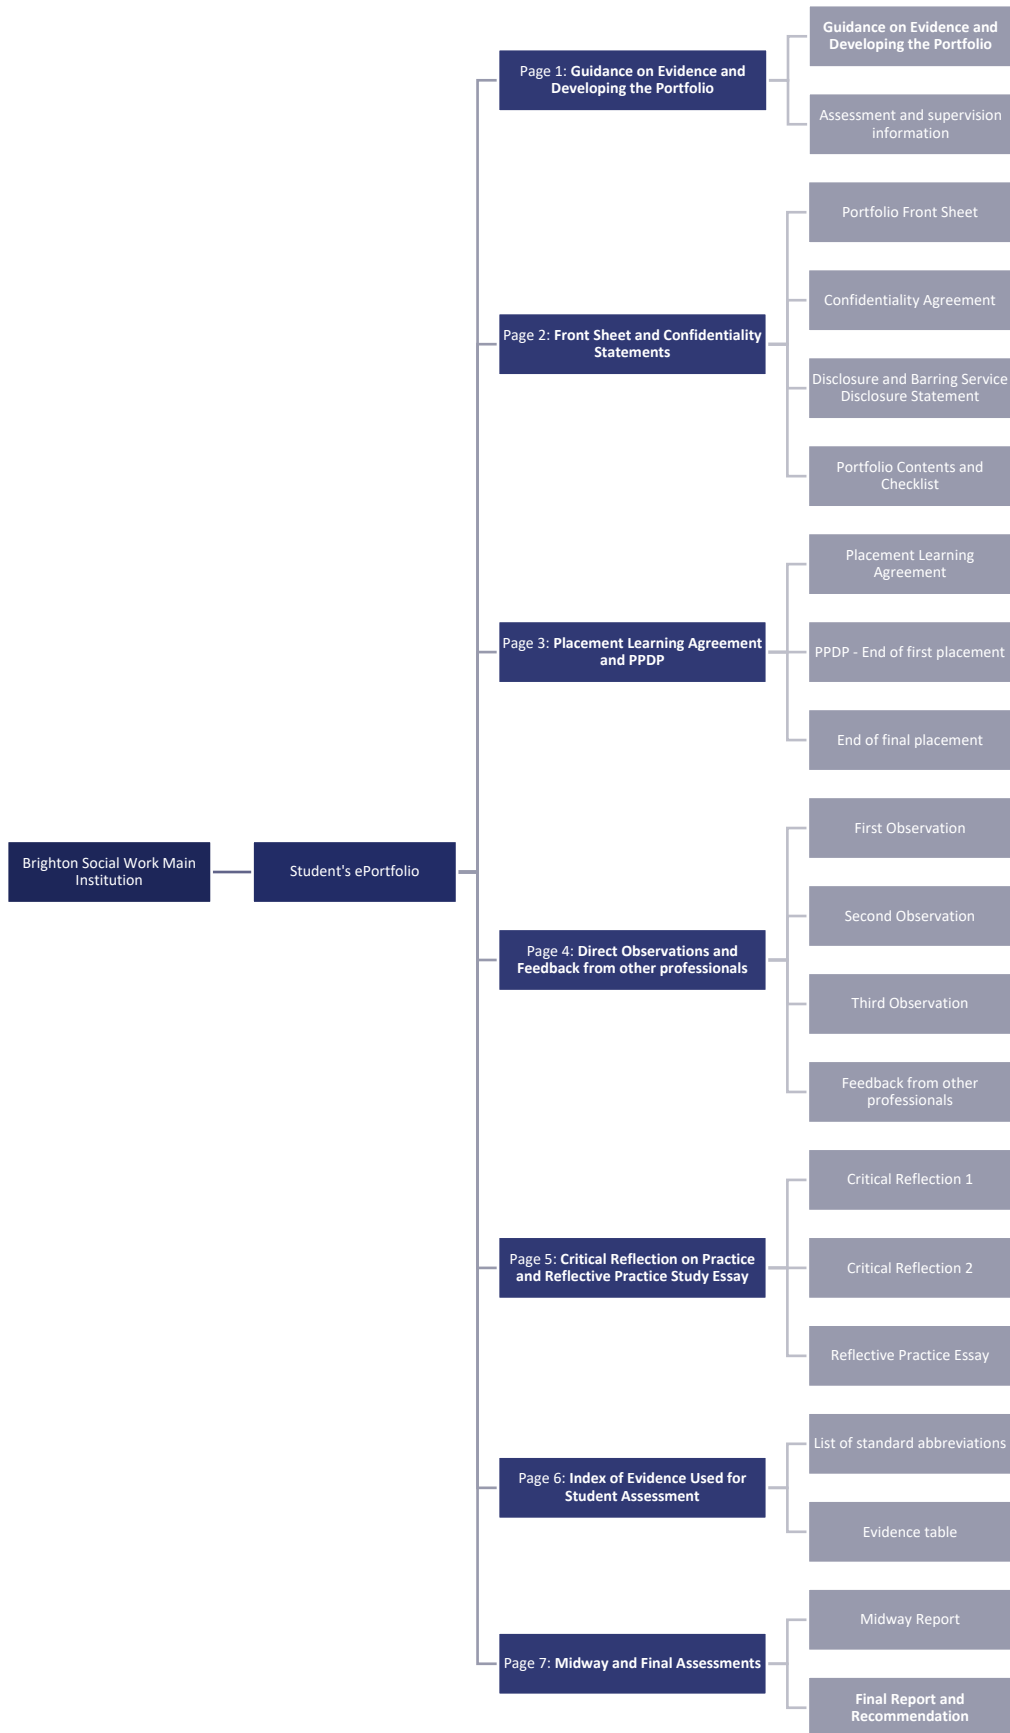 Brighton Social Work Main
Institution
Student's ePortfolio
Page 1: Guidance on Evidence and
Developing the Portfolio
Guidance on Evidence and
Developing the Portfolio
Assessment and supervision
information
Page 2: Front Sheet and Confidentiality
Statements
Portfolio Front Sheet
Confidentiality Agreement
Disclosure and Barring Service
Disclosure Statement
Portfolio Contents and
Checklist
Page 3: Placement Learning Agreement
and PPDP
Placement Learning
Agreement
PPDP - End of first placement
End of final placement
Page 4: Direct Observations and
Feedback from other professionals
First Observation
Second Observation
Third Observation
Feedback from other
professionals
Page 5: Critical Reflection on Practice
and Reflective Practice Study Essay
Critical Reflection 1
Critical Reflection 2
Reflective Practice Essay
Page 6: Index of Evidence Used for
Student Assessment
List of standard abbreviations
Evidence table
Page 7: Midway and Final Assessments
Midway Report
Final Report and
Recommendation